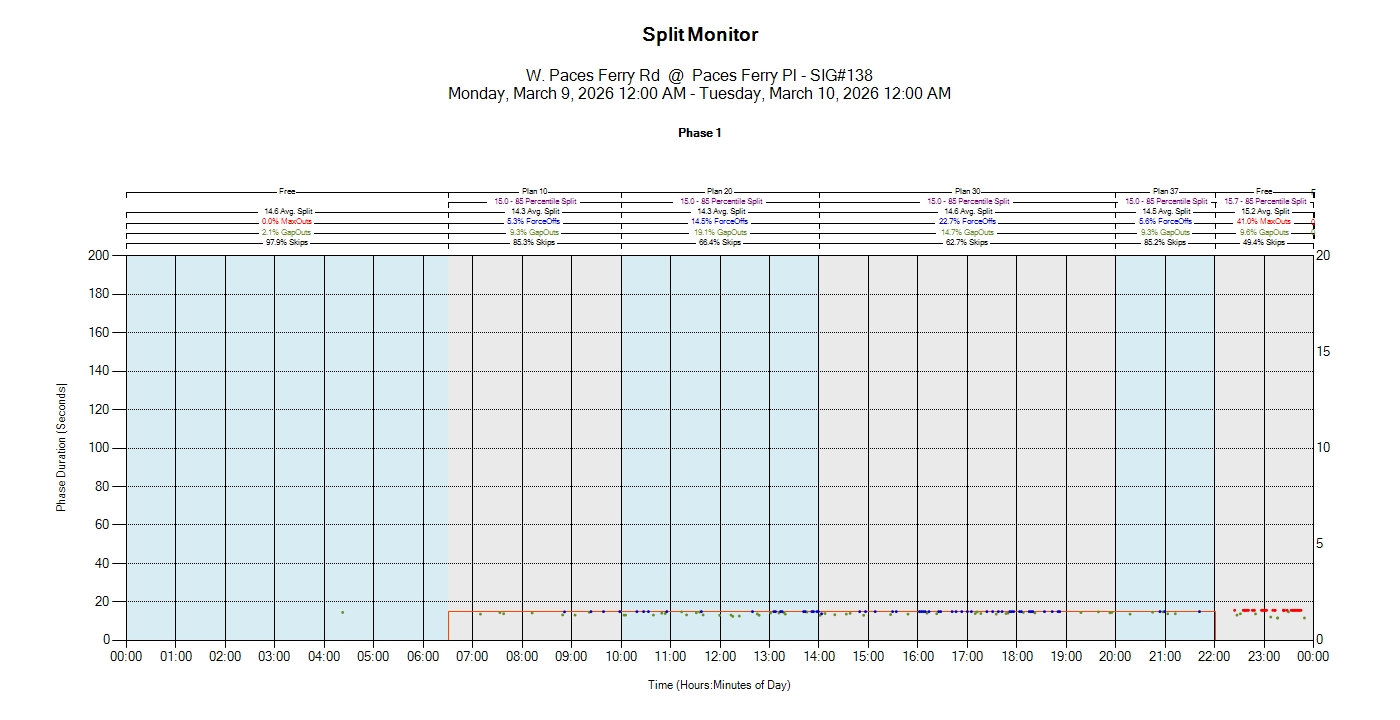 Split Monitor
W. Paces Ferry Rd @ Paces Ferry Pl - SIG#138
Monday, March 9, 2026 12:00 AM - Tuesday, March 10, 2026 12:00 AM
Phase 1
Free Plan 10 Plan 20 Plan 30 Plan 37 Free
15.0 - 85 Percentile Split 15.0 - 85 Percentile Split 15.0 - 85 Percentile Split 15.0 - 85 Percentile Split 15.7 - 85 Percentile Split
14.6 Avg. Split 14.3 Avg. Split 14.3 Avg. Split 14.6 Avg. Split 14.5 Avg. Split 15.2 Avg. Split
0.0% MaxOuts 5.3% ForceOffs 14.5% ForceOffs 22.7% ForceOffs 5.6% ForceOffs 41.0% MaxOuts
2.1% GapOuts 9.3% GapOuts 19.1% GapOuts 14.7% GapOuts 9.3% GapOuts 9.6% GapOuts
97.9% Skips 85.3% Skips 66.4% Skips 62.7% Skips 85.2% Skips 49.4% Skips
200 20
180
160
15
140
120
100 10
80
60
5
40
20
0 0
Phase Duration (Seconds)
00:00 01:00 02:00 03:00 04:00 05:00 06:00 07:00 08:00 09:00 10:00 11:00 12:00 13:00 14:00 15:00 16:00 17:00 18:00 19:00 20:00 21:00 22:00 23:00 00:00
Time (Hours:Minutes of Day)